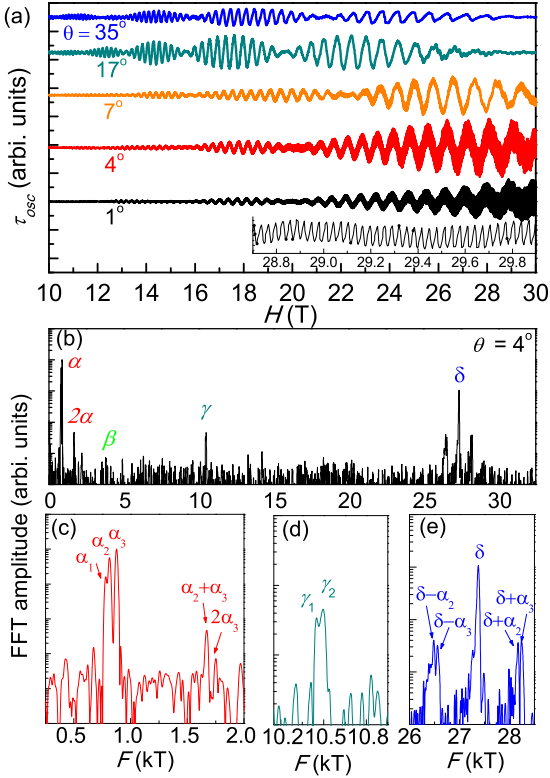 (a)
θ = 35°
17°
7°
4°
1°
τosc (arb. units)
28.8 29.0 29.2 29.4 29.6 29.8
10 12 14 16 18 20 22 24 26 28 30
H (T)
(b)
θ = 4°
α
2α
β
γ
δ
0 5 10 15 20 25 30
FFT amplitude (arb. units)
(c)
α1
α2
α3
α2+α3
2α3
0.5 1.0 1.5 2.0
F (kT)
(d)
γ1
γ2
10.2 10.5 10.8
F (kT)
(e)
δ
δ−α2
δ−α3
δ+α3
δ+α2
26 27 28
F (kT)